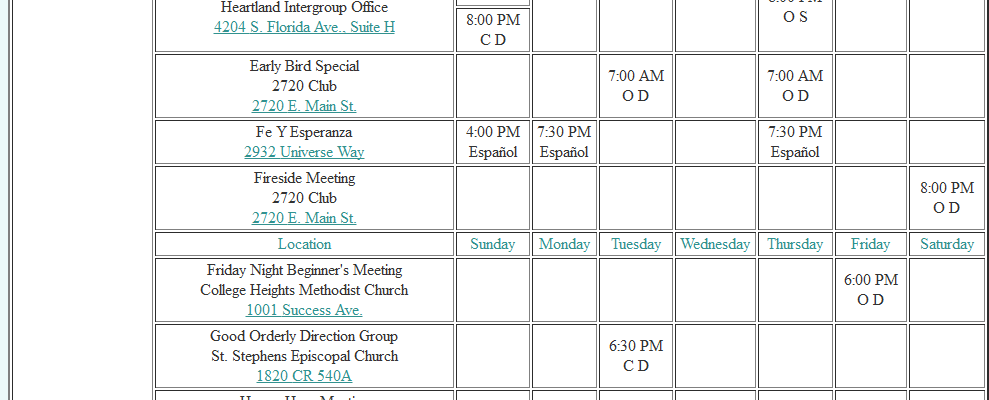 Heartland Intergroup Office
4204 S. Florida Ave., Suite H
8:00 PM
C D
O S
Early Bird Special
2720 Club
2720 E. Main St.
7:00 AM
O D
7:00 AM
O D
Fe Y Esperanza
2932 Universe Way
4:00 PM
Español
7:30 PM
Español
7:30 PM
Español
Fireside Meeting
2720 Club
2720 E. Main St.
8:00 PM
O D
Location Sunday Monday Tuesday Wednesday Thursday Friday Saturday
Friday Night Beginner's Meeting
College Heights Methodist Church
1001 Success Ave.
6:00 PM
O D
Good Orderly Direction Group
St. Stephens Episcopal Church
1820 CR 540A
6:30 PM
C D